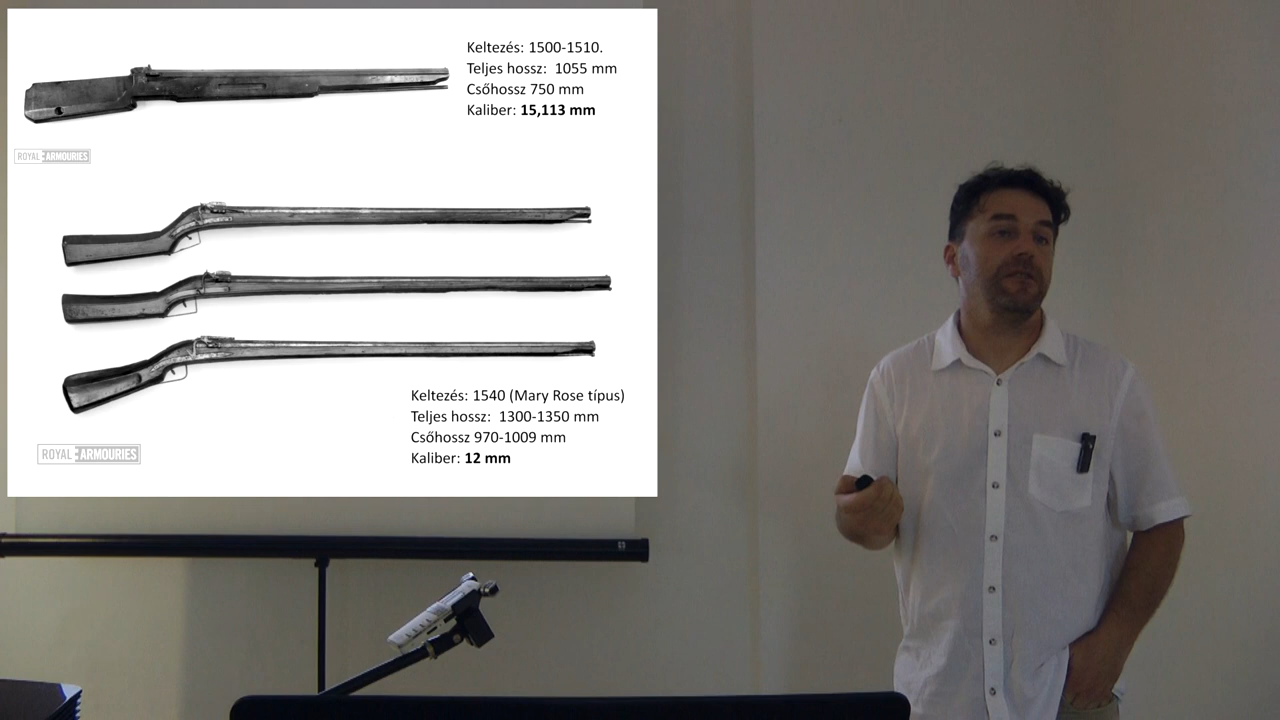 Keltezés: 1500-1510.
Teljes hossz:  1055 mm
Csőhossz 750 mm
Kaliber: 15,113 mm
ROYAL ARMOURIES
Keltezés: 1540 (Mary Rose típus)
Teljes hossz:  1300-1350 mm
Csőhossz 970-1009 mm
Kaliber: 12 mm
ROYAL ARMOURIES